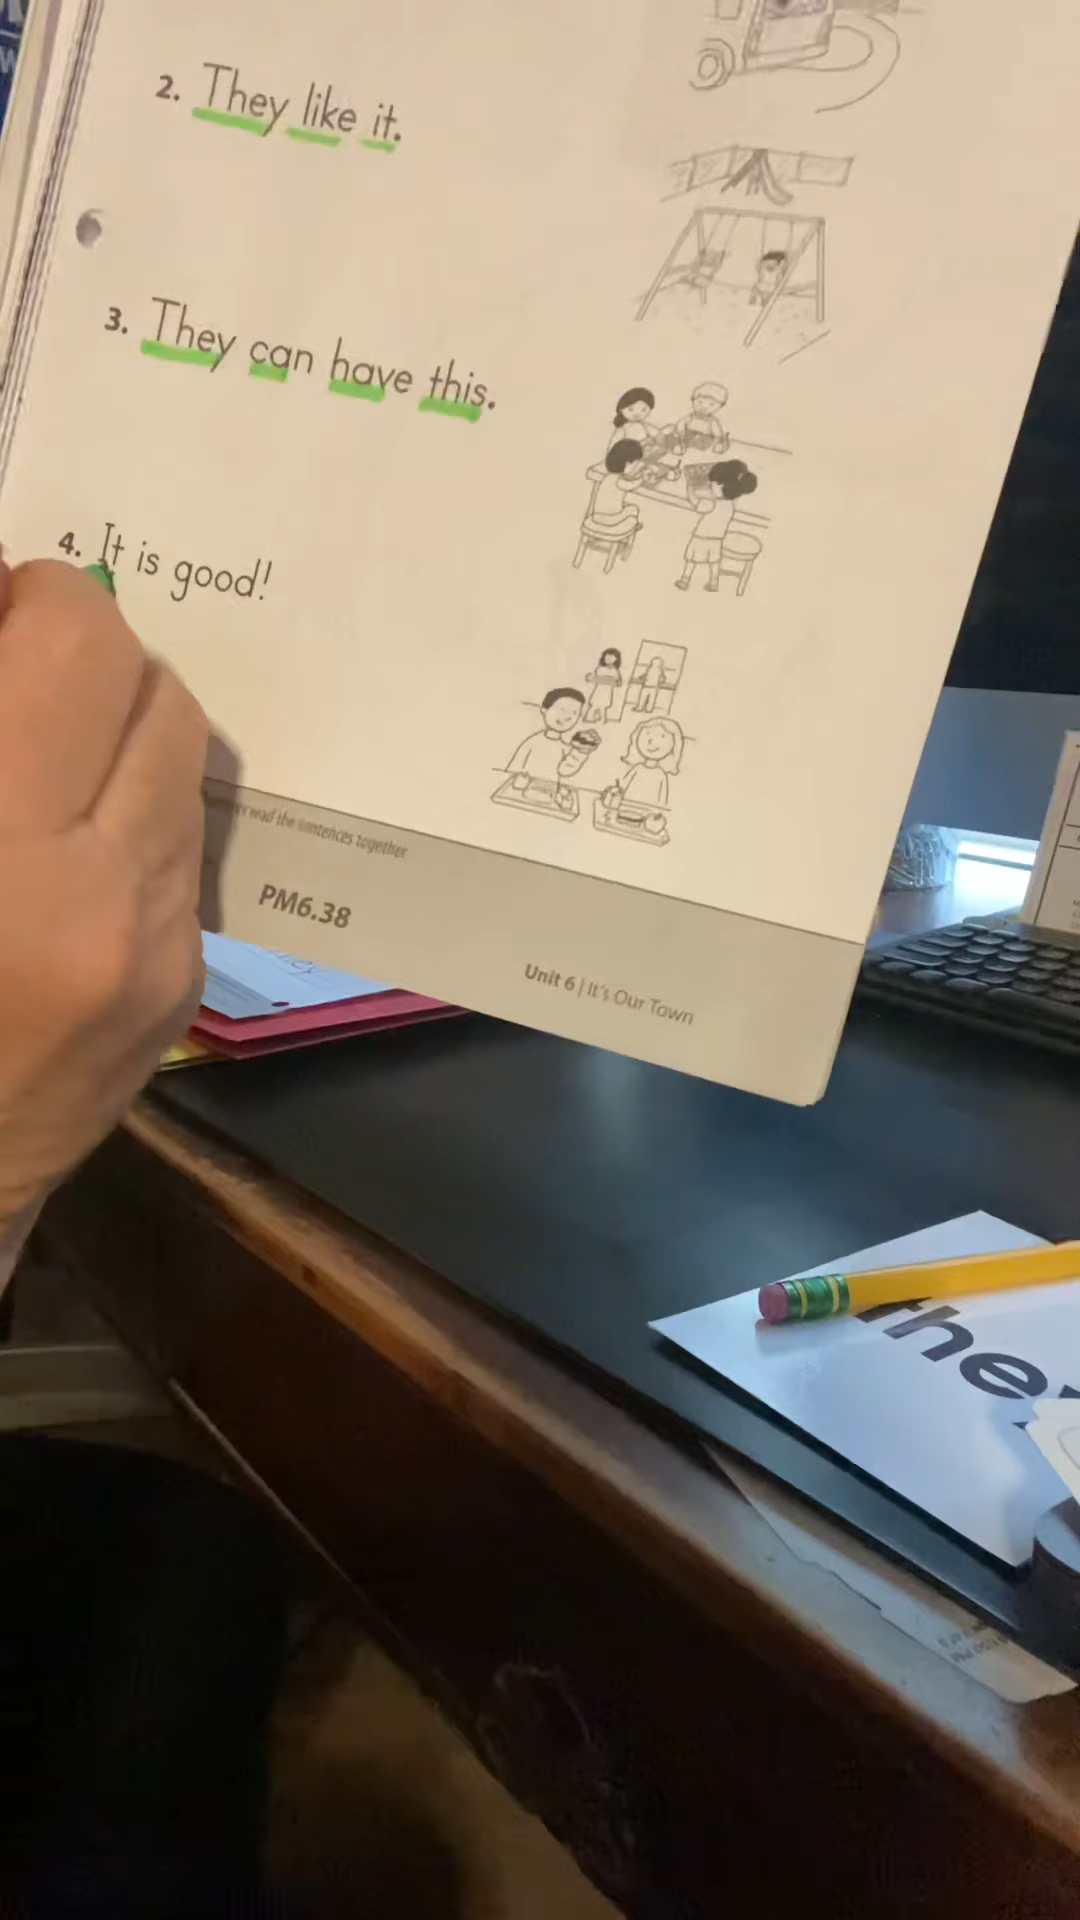 2. They like it.
3. They can have this.
4. It is good!
read the sentences together
PM6.38
Unit 6 | It's Our Town
the